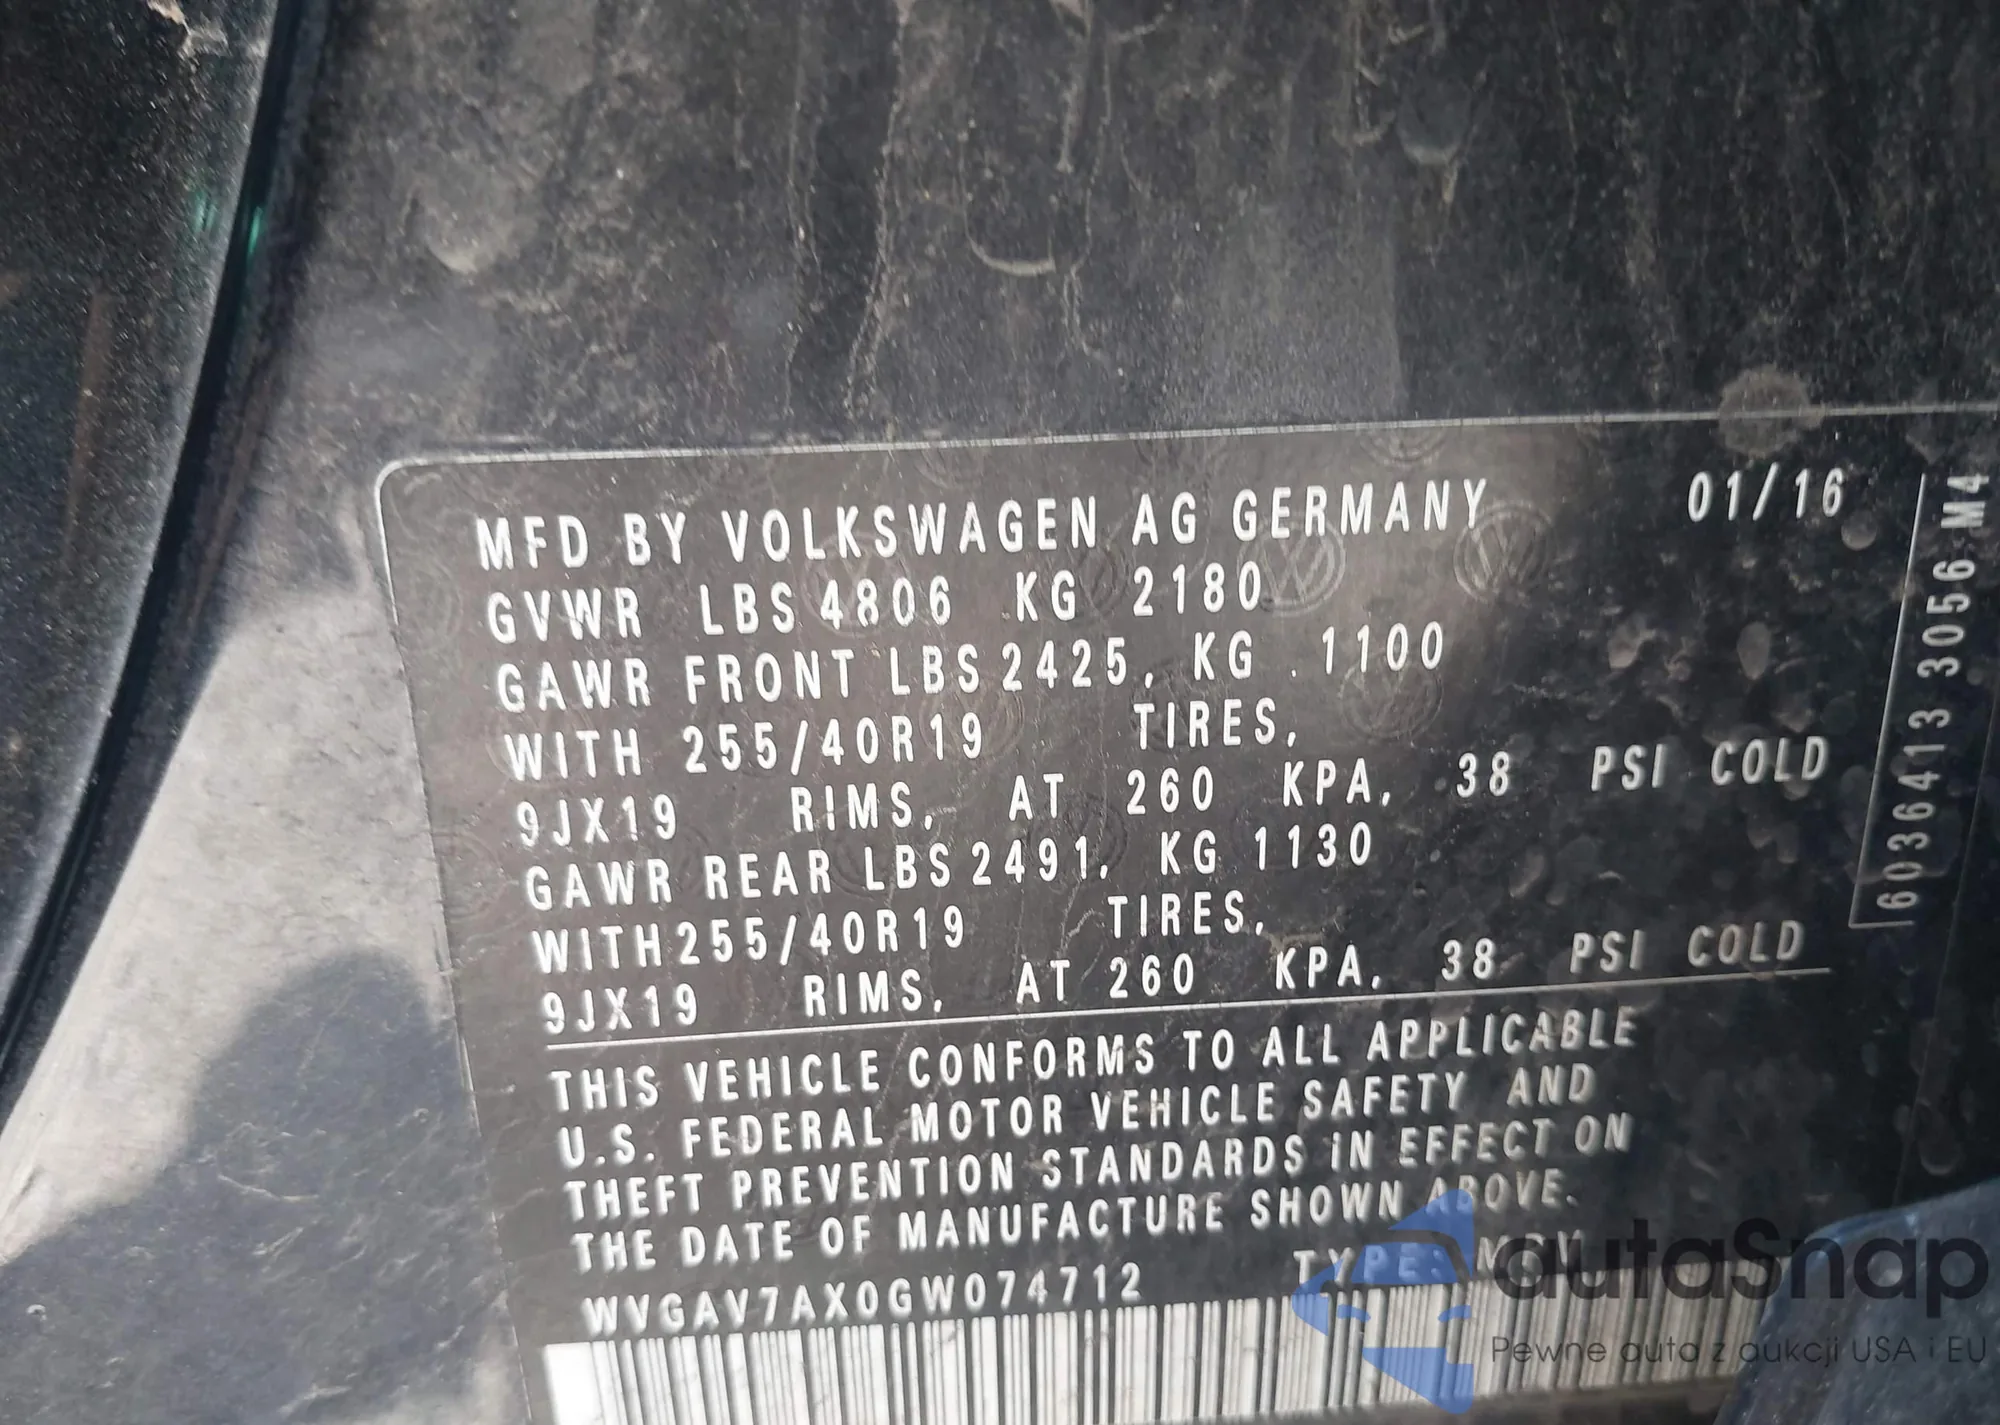 MFD BY VOLKSWAGEN AG GERMANY 01/16
GVWR LBS 4806 KG 2180
GAWR FRONT LBS 2425, KG 1100
WITH 255/40R19 TIRES,
9JX19 RIMS, AT 260 KPA, 38 PSI COLD
GAWR REAR LBS 2491, KG 1130
WITH 255/40R19 TIRES,
9JX19 RIMS, AT 260 KPA, 38 PSI COLD
THIS VEHICLE CONFORMS TO ALL APPLICABLE
U.S. FEDERAL MOTOR VEHICLE SAFETY AND
THEFT PREVENTION STANDARDS IN EFFECT ON
THE DATE OF MANUFACTURE SHOWN ABOVE.
WVGAV7AX0GW074712 TYPE:
6036413 3056 M4
autaSnap
Pewne auta z aukcji USA i EU